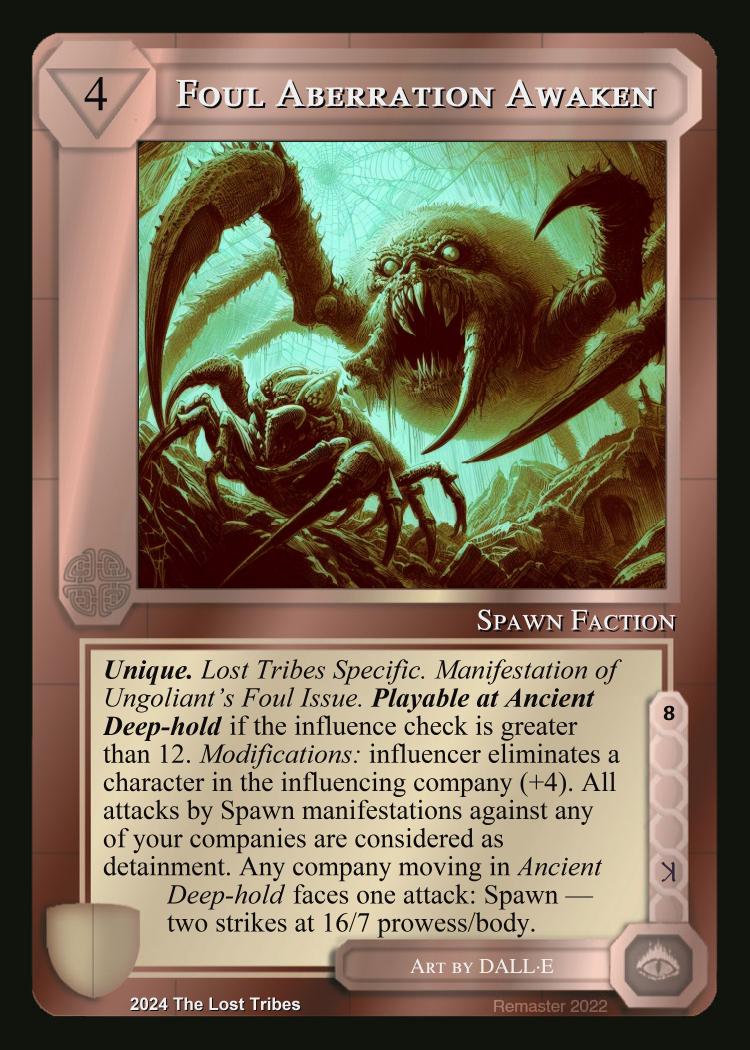 4
Foul Aberration Awaken
Spawn Faction
Unique. Lost Tribes Specific. Manifestation of
Ungoliant's Foul Issue. Playable at Ancient
Deep-hold if the influence check is greater
than 12. Modifications: influencer eliminates a
character in the influencing company (+4). All
attacks by Spawn manifestations against any
of your companies are considered as
detainment. Any company moving in Ancient
Deep-hold faces one attack: Spawn —
two strikes at 16/7 prowess/body.
8
Art by DALL·E
2024 The Lost Tribes
Remaster 2022